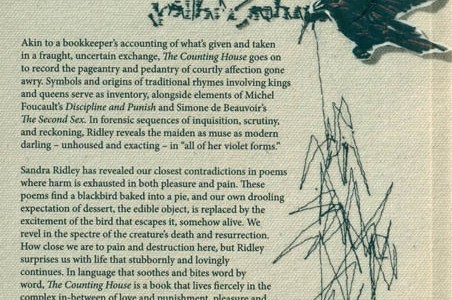 Akin to a bookkeeper's accounting of what's given and taken
in a fraught, uncertain exchange, The Counting House goes on
to record the pageantry and pedantry of courtly affection gone
awry. Symbols and origins of traditional rhymes involving kings
and queens serve as inventory, alongside elements of Michel
Foucault's Discipline and Punish and Simone de Beauvoir's
The Second Sex. In forensic sequences of inquisition, scrutiny,
and reckoning, Ridley reveals the maiden as muse as modern
darling – unhoused and exacting – in "all of her violet forms."
Sandra Ridley has revealed our closest contradictions in poems
where harm is exhausted in both pleasure and pain. These
poems find a blackbird baked into a pie, and our own drooling
expectation of dessert, the edible object, is replaced by the
excitement of the bird that escapes it, somehow alive. We
revel in the spectre of the creature's death and resurrection.
How close we are to pain and destruction here, but Ridley
surprises us with life that stubbornly and lovingly
continues. In language that soothes and bites word by
word, The Counting House is a book that lives fiercely in the
complex in-between of love and punishment, pleasure and